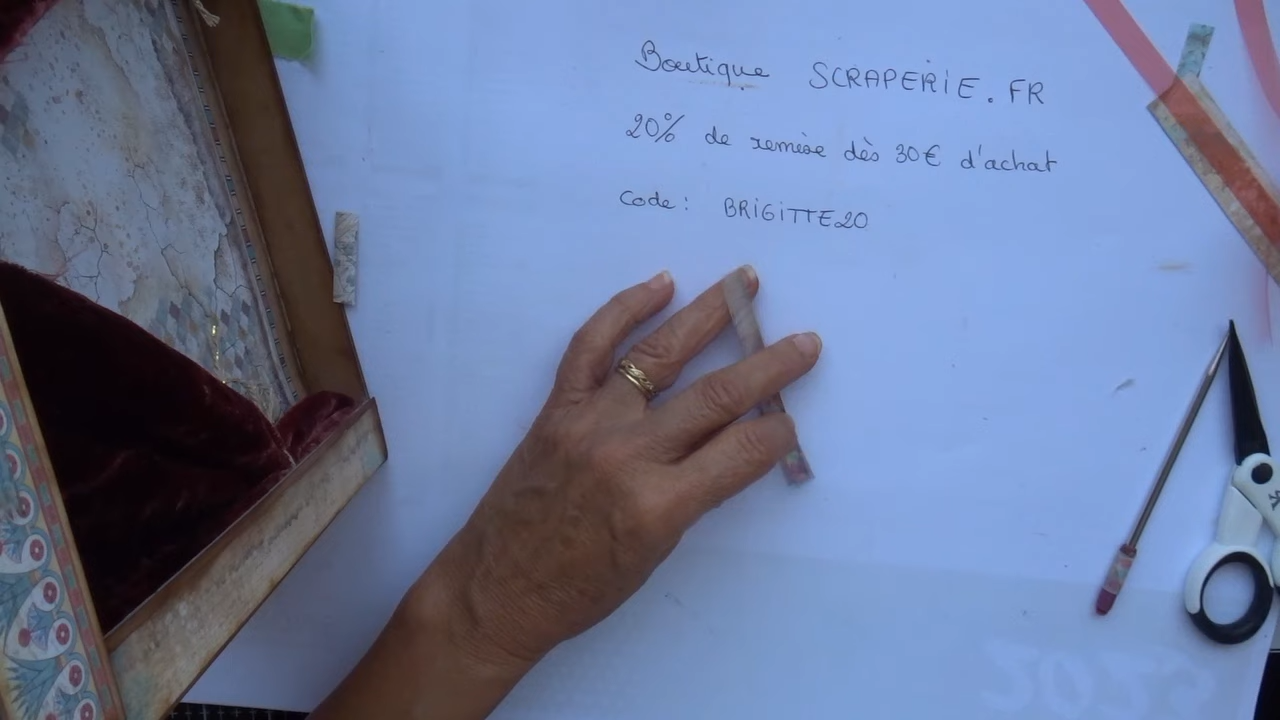 Boutique SCRAPERIE.FR
20% de remise dès 30€ d'achat
Code: BRIGITTE20